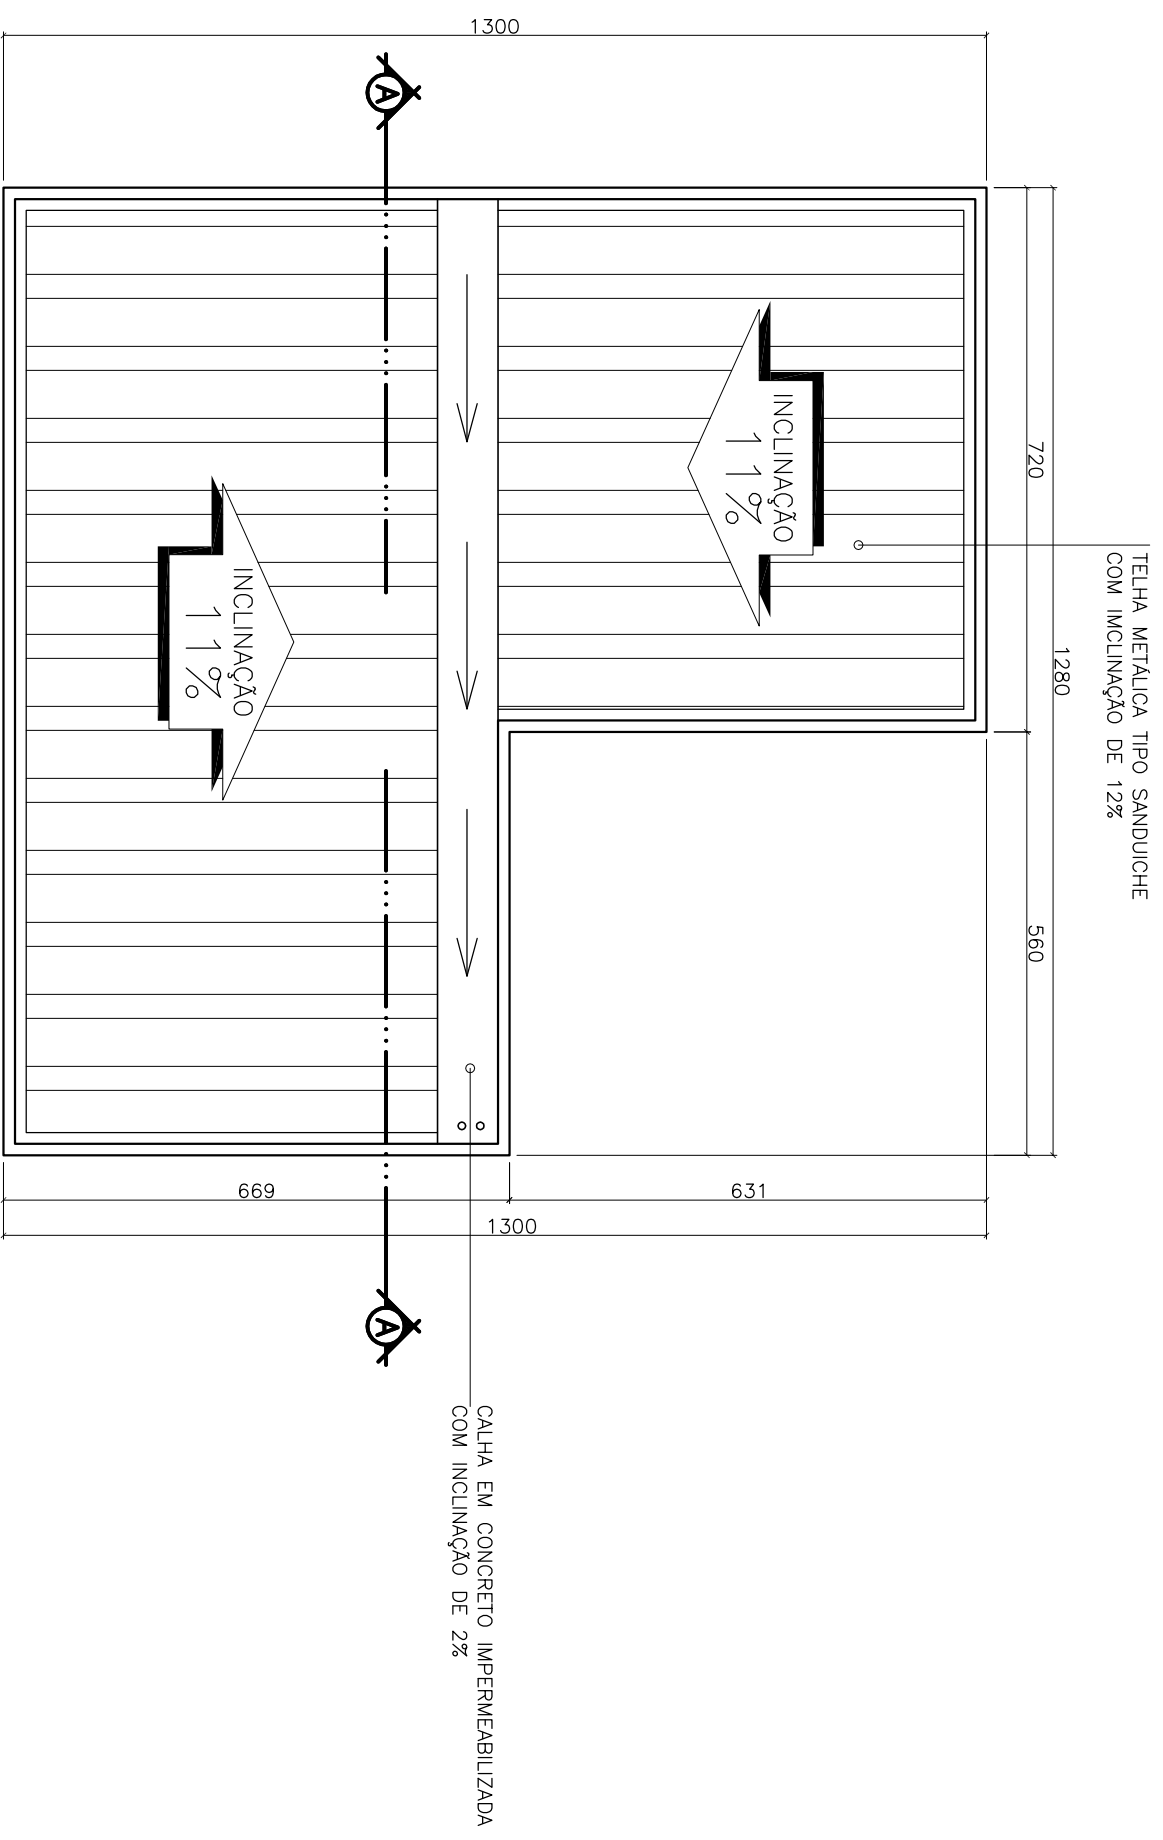 1300
A
720
1280
560
TELHA METÁLICA TIPO SANDUICHE
COM IMCLINAÇÃO DE 12%
INCLINAÇÃO
11%
INCLINAÇÃO
11%
669
631
1300
A
CALHA EM CONCRETO IMPERMEABILIZADA
COM INCLINAÇÃO DE 2%